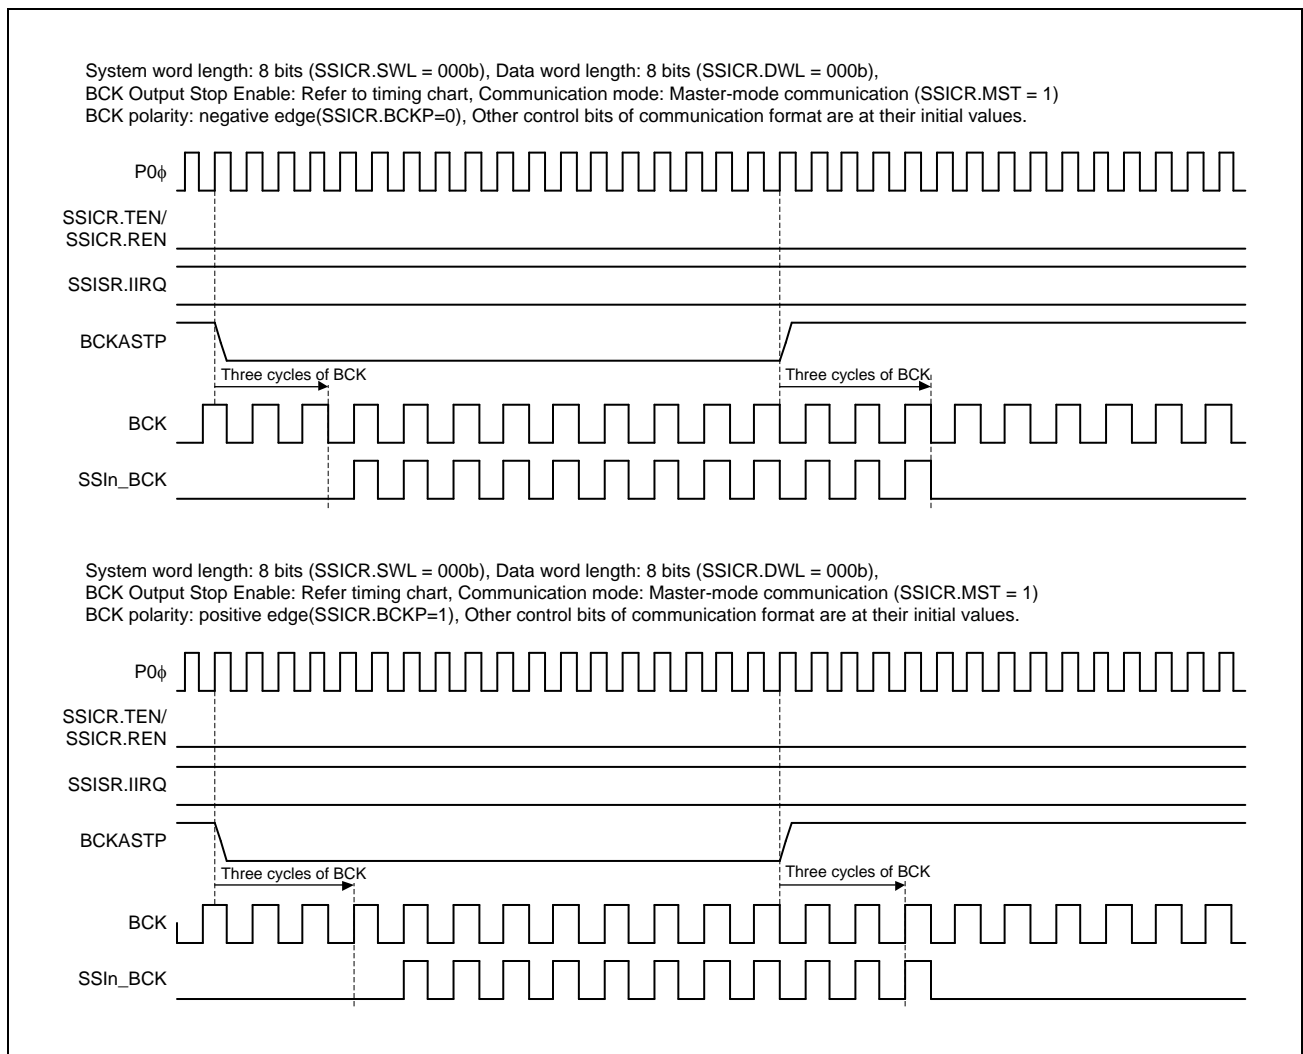 System word length: 8 bits (SSICR.SWL = 000b), Data word length: 8 bits (SSICR.DWL = 000b),
BCK Output Stop Enable: Refer to timing chart, Communication mode: Master-mode communication (SSICR.MST = 1)
BCK polarity: negative edge(SSICR.BCKP=0), Other control bits of communication format are at their initial values.
P0ϕ
SSICR.TEN/
SSICR.REN
SSISR.IIRQ
BCKASTP
Three cycles of BCK Three cycles of BCK
BCK
SSIn_BCK
System word length: 8 bits (SSICR.SWL = 000b), Data word length: 8 bits (SSICR.DWL = 000b),
BCK Output Stop Enable: Refer timing chart, Communication mode: Master-mode communication (SSICR.MST = 1)
BCK polarity: positive edge(SSICR.BCKP=1), Other control bits of communication format are at their initial values.
P0ϕ
SSICR.TEN/
SSICR.REN
SSISR.IIRQ
BCKASTP
Three cycles of BCK Three cycles of BCK
BCK
SSIn_BCK